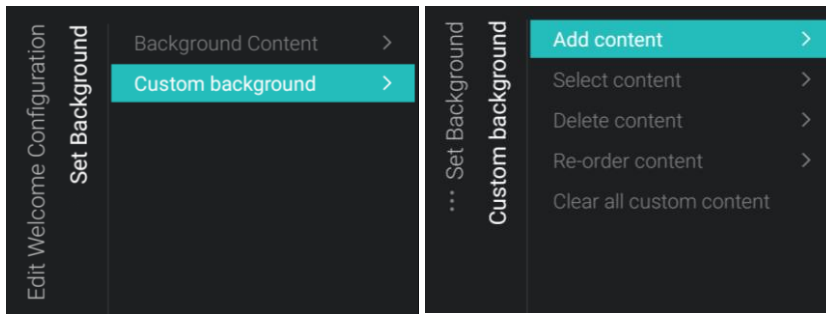 Edit Welcome Configuration
Set Background
Background Content >
Custom background >
... Set Background
Custom background
Add content >
Select content >
Delete content >
Re-order content >
Clear all custom content